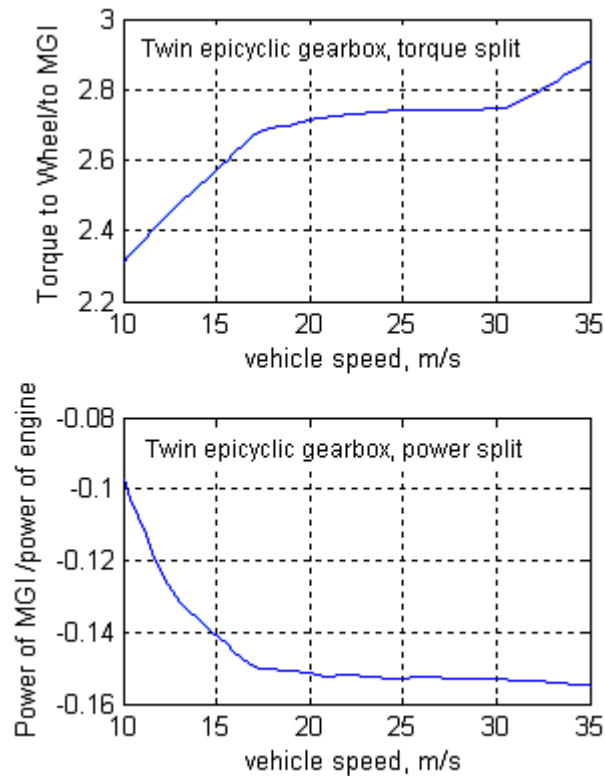 Torque to Wheel/to MGI
3
2.8
2.6
2.4
2.2
Twin epicyclic gearbox, torque split
10 15 20 25 30 35
vehicle speed, m/s
Power of MGI/power of engine
-0.08
-0.1
-0.12
-0.14
-0.16
Twin epicyclic gearbox, power split
10 15 20 25 30 35
vehicle speed, m/s